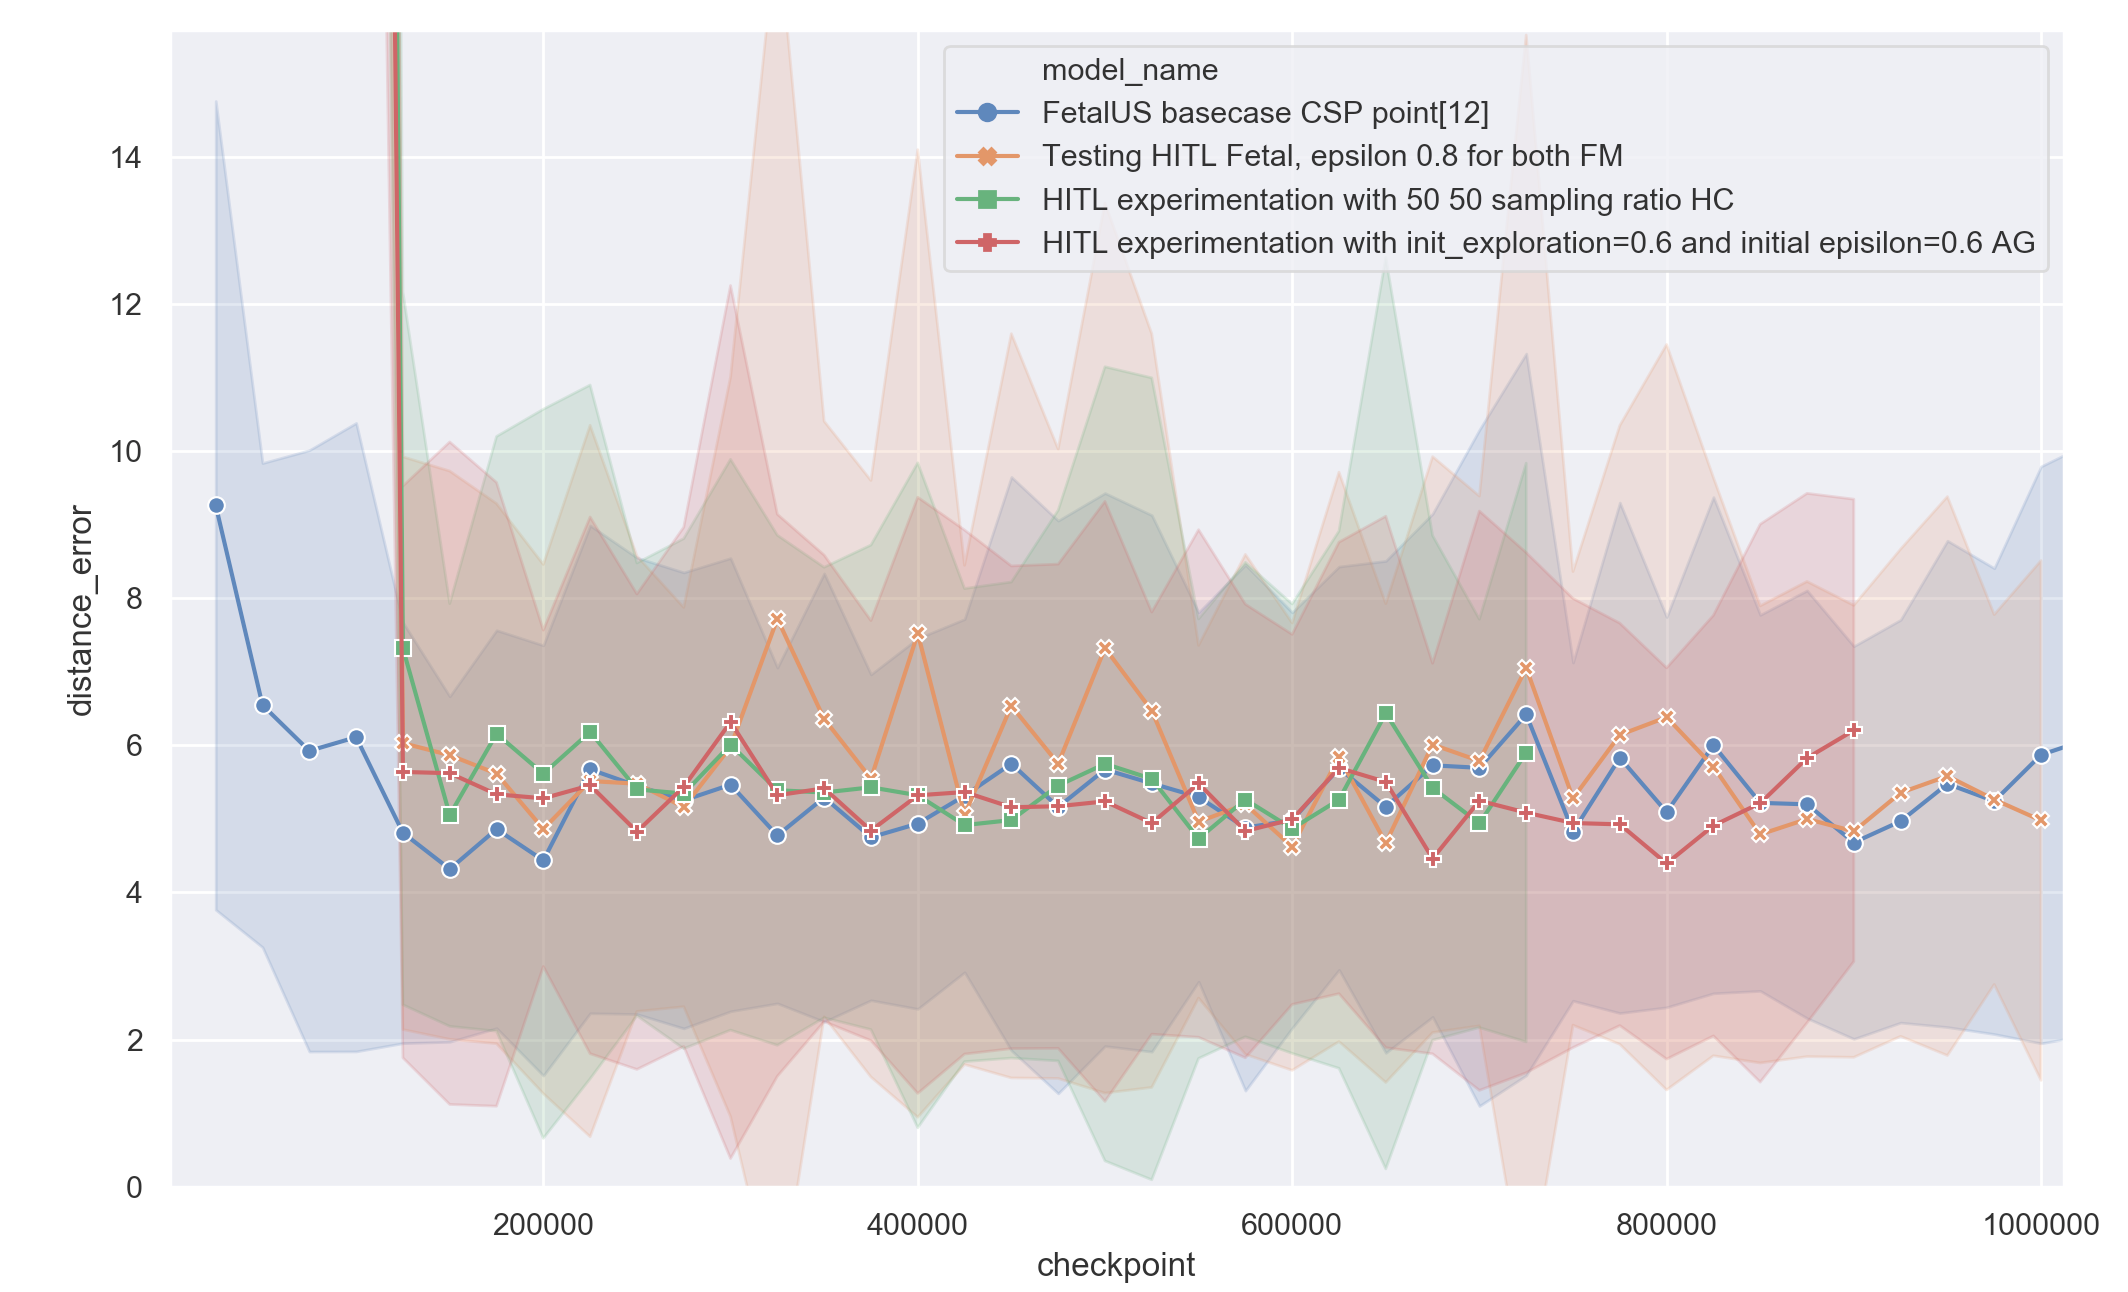 model_name
FetalUS basecase CSP point[12]
Testing HITL Fetal, epsilon 0.8 for both FM
HITL experimentation with 50 50 sampling ratio HC
HITL experimentation with init_exploration=0.6 and initial episilon=0.6 AG
distance_error
14
12
10
8
6
4
2
0
200000
400000
600000
800000
1000000
checkpoint